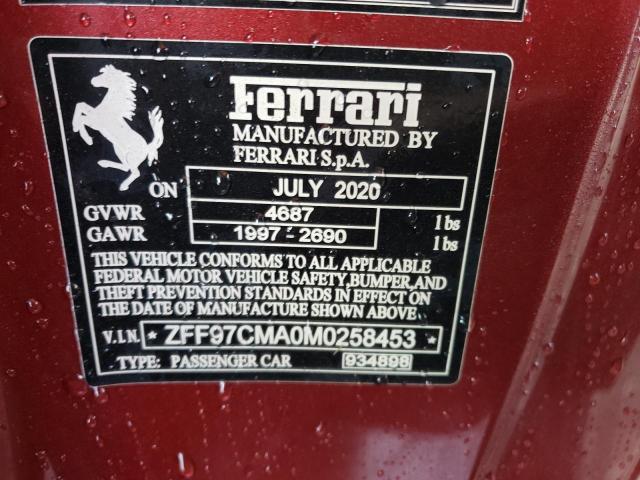 Ferrari
MANUFACTURED BY
FERRARI S.p.A.
ON JULY 2020
GVWR 4687 lbs
GAWR 1997 - 2690 lbs
THIS VEHICLE CONFORMS TO ALL APPLICABLE
FEDERAL MOTOR VEHICLE SAFETY,BUMPER,AND
THEFT PREVENTION STANDARDS IN EFFECT ON
THE DATE OF MANUFACTURE SHOWN ABOVE
V.I.N. * ZFF97CMA0M0258453 *
TYPE: PASSENGER CAR 934898